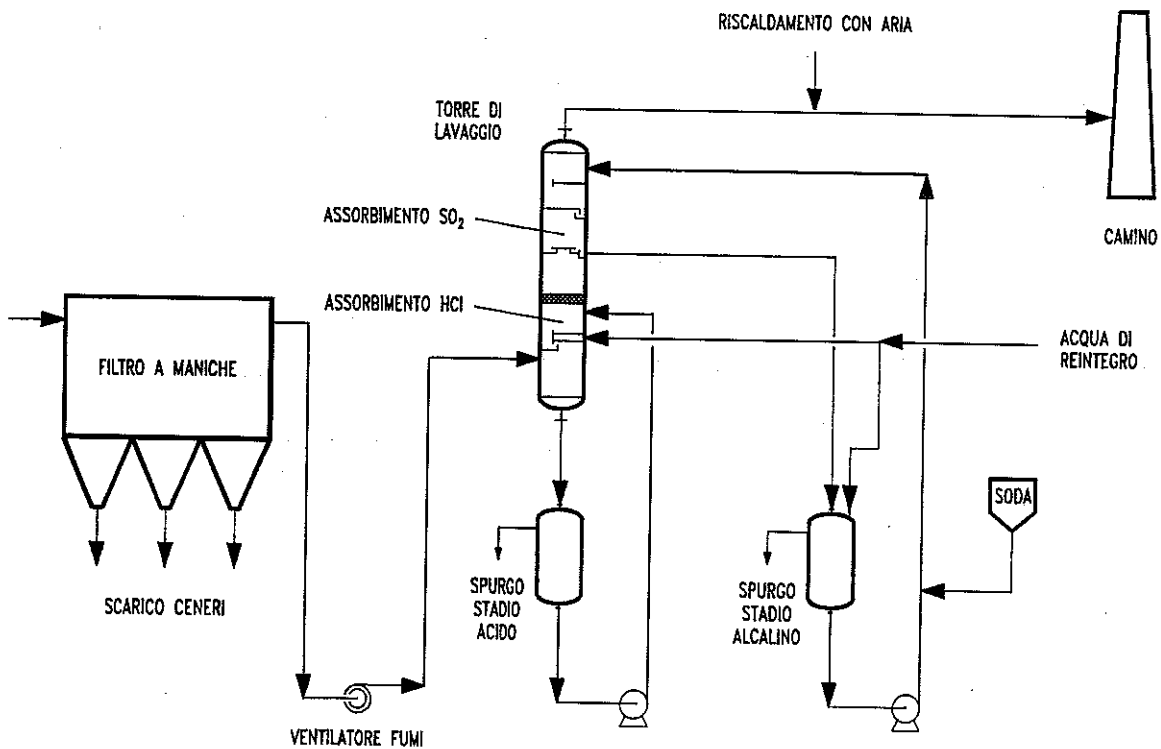 RISCALDAMENTO CON ARIA
TORRE DI
LAVAGGIO
ASSORBIMENTO SO₂
CAMINO
ASSORBIMENTO HCl
FILTRO A MANICHE
ACQUA DI
REINTEGRO
SODA
SCARICO CENERI
SPURGO
STADIO
ACIDO
SPURGO
STADIO
ALCALINO
VENTILATORE FUMI